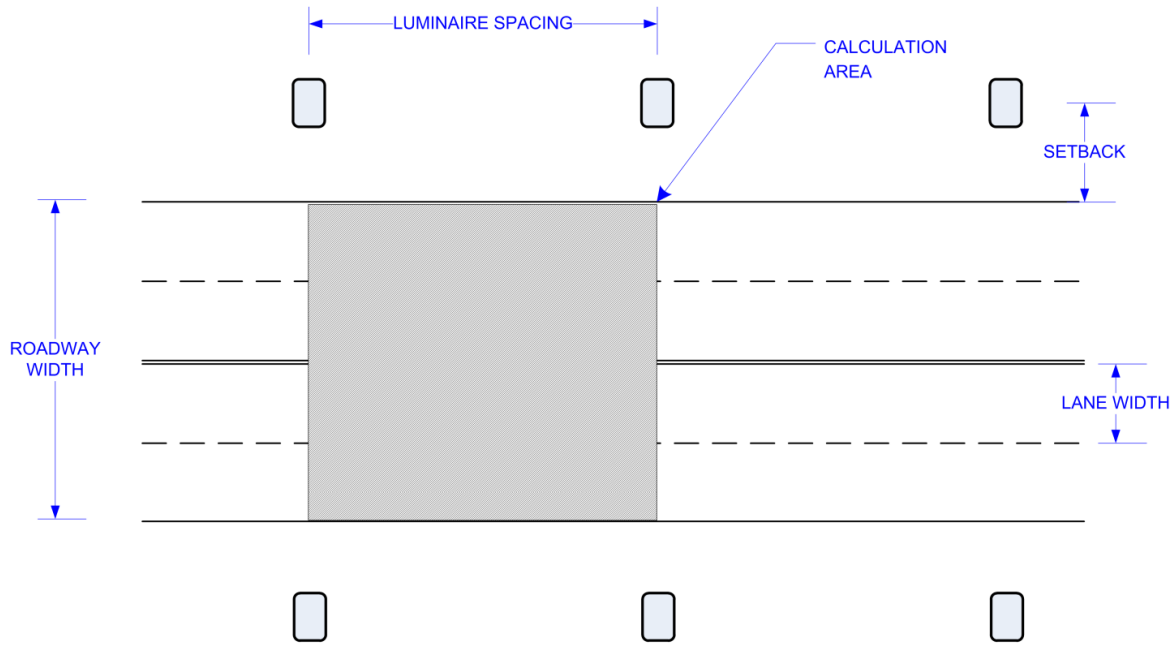 LUMINAIRE SPACING
CALCULATION
AREA
SETBACK
ROADWAY
WIDTH
LANE WIDTH